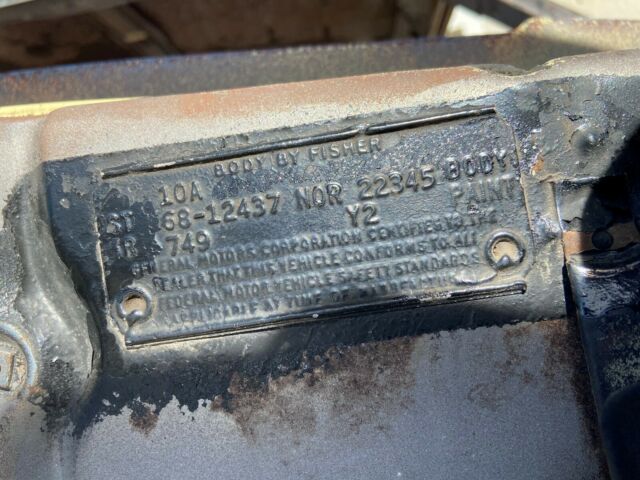 BODY BY FISHER
10A
ST 68-12437 NOR 22345 BODY
TR 749 Y2 PAINT
GENERAL MOTORS CORPORATION CERTIFIES TO THE
DEALER THAT THIS VEHICLE CONFORMS TO ALL
FEDERAL MOTOR VEHICLE SAFETY STANDARDS
APPLICABLE AT TIME OF